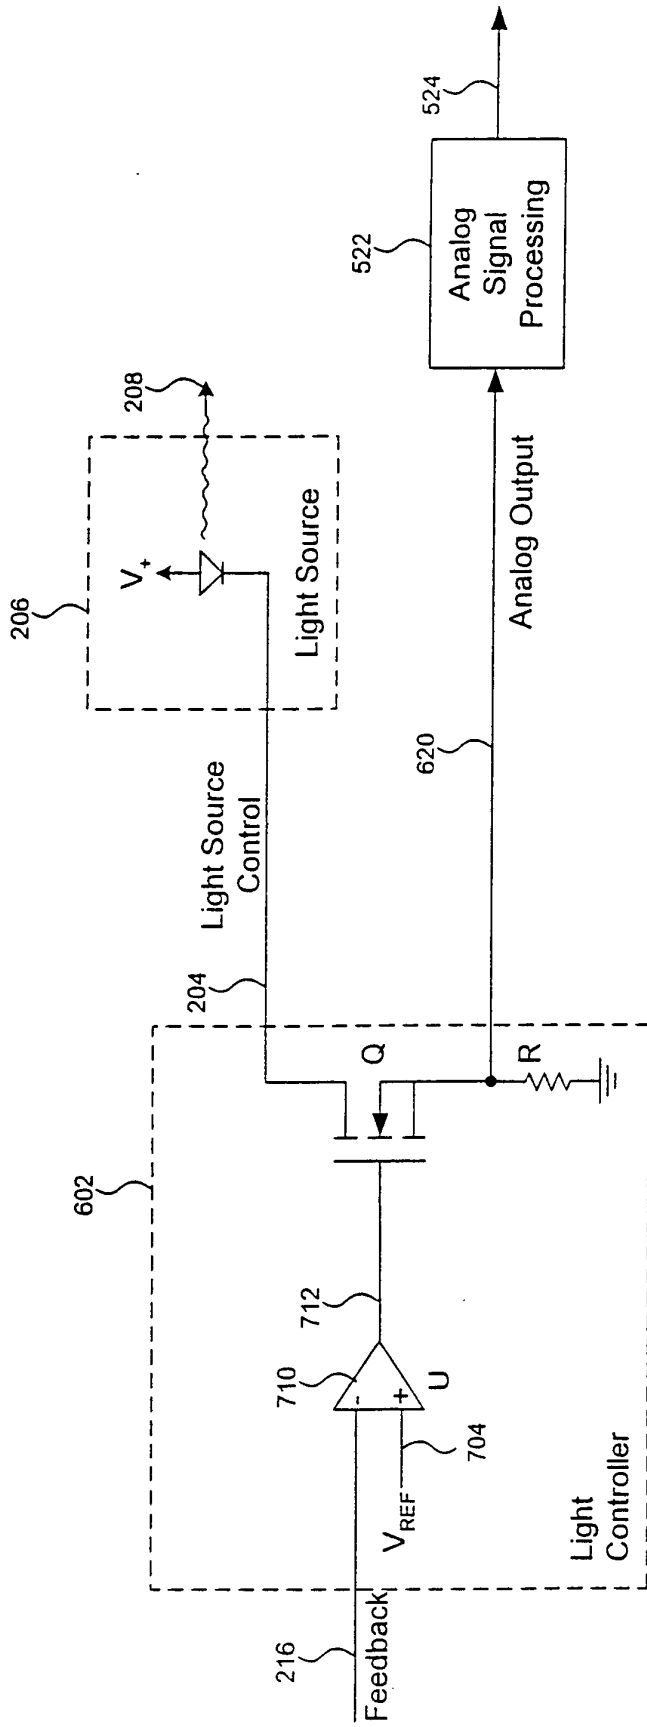 602
216
Feedback
V_REF
704
-
+
710
U
712
Q
R
Light
Controller
204
Light Source
Control
206
V+
Light Source
208
620
Analog Output
522
Analog
Signal
Processing
524